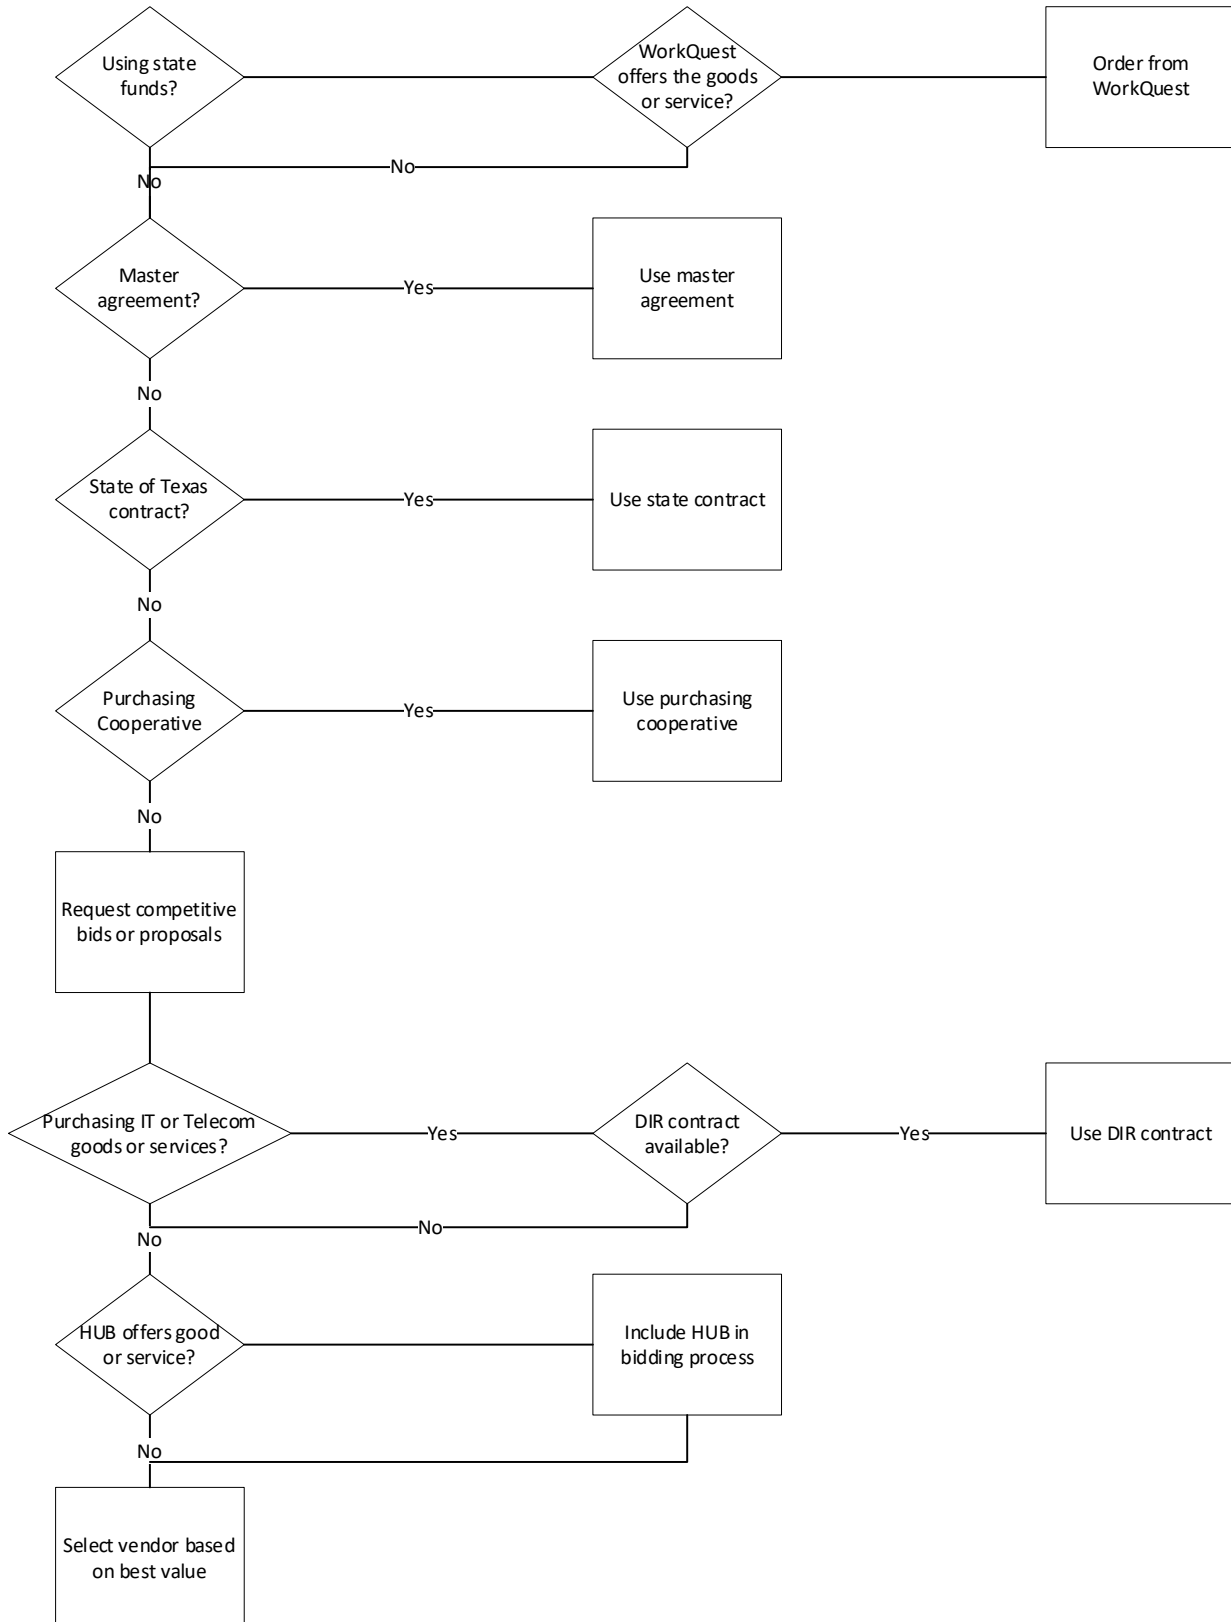 Using state
funds?
WorkQuest
offers the goods
or service?
Order from
WorkQuest
No
No
Master
agreement?
Yes
Use master
agreement
No
State of Texas
contract?
Yes
Use state contract
No
Purchasing
Cooperative
Yes
Use purchasing
cooperative
No
Request competitive
bids or proposals
Purchasing IT or Telecom
goods or services?
Yes
DIR contract
available?
Yes
Use DIR contract
No
No
HUB offers good
or service?
Include HUB in
bidding process
No
Select vendor based
on best value